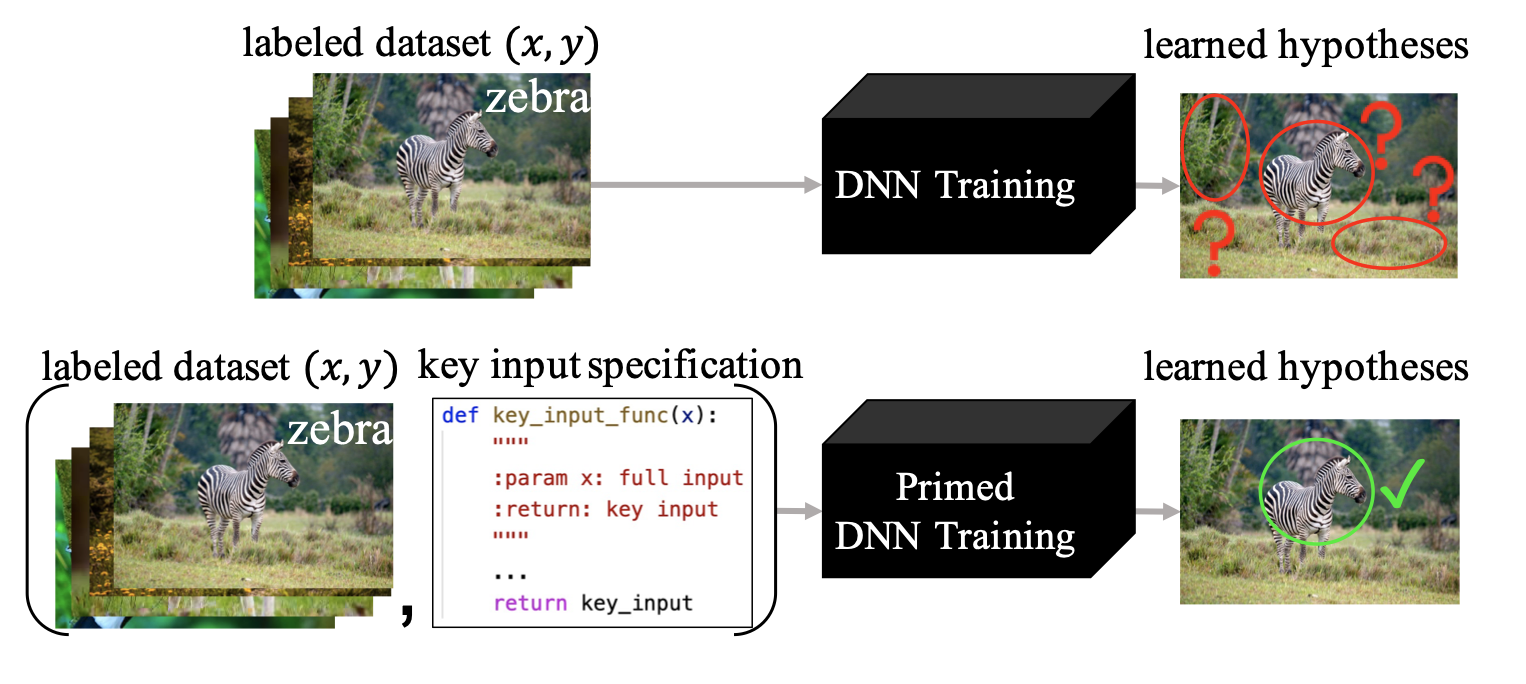 labeled dataset (x, y)
zebra
DNN Training
learned hypotheses
?
?
?
labeled dataset (x, y)
zebra
,
key input specification
def key_input_func(x):
"""
:param x: full input
:return: key input
"""
...
return key_input
Primed
DNN Training
learned hypotheses
✓